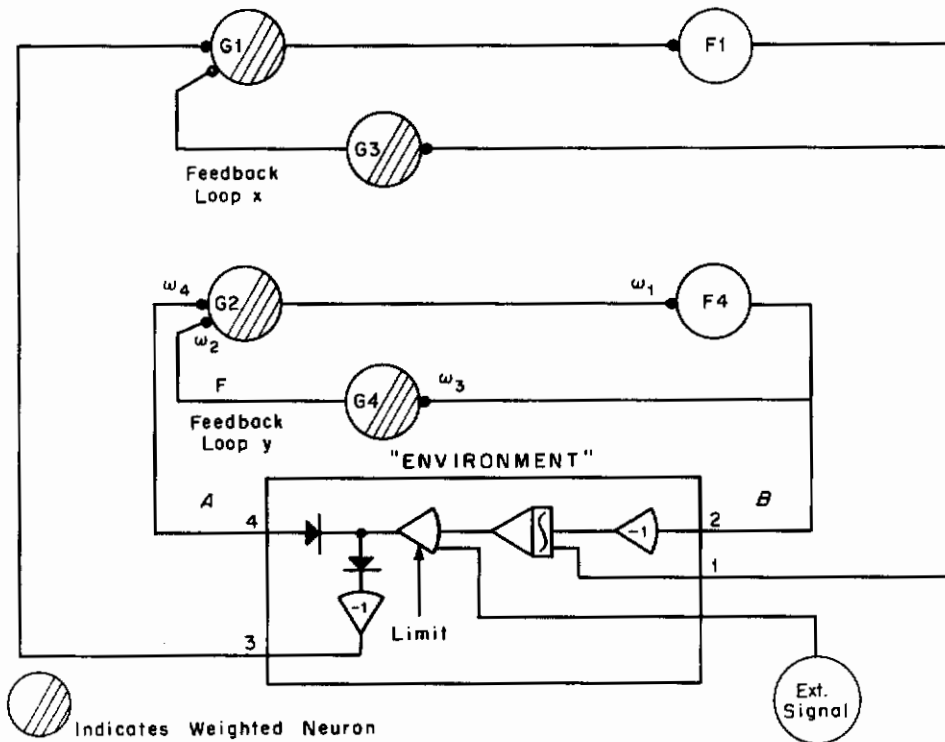 G1
F1
G3
Feedback
Loop x
ω4
G2
ω1
F4
ω2
F
G4
ω3
Feedback
Loop y
"ENVIRONMENT"
A
4
-1
2
B
1
-1
3
Limit
Ext.
Signal
Indicates Weighted Neuron